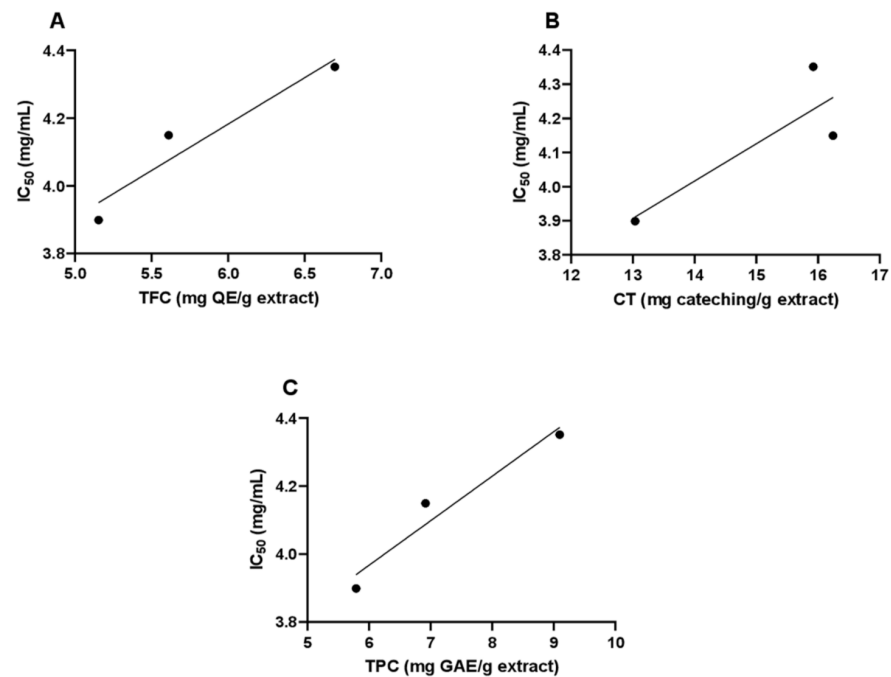 A
4.4
4.2
4.0
3.8
IC50 (mg/mL)
5.0 5.5 6.0 6.5 7.0
TFC (mg QE/g extract)
B
4.4
4.3
4.2
4.1
4.0
3.9
3.8
IC50 (mg/mL)
12 13 14 15 16 17
CT (mg cateching/g extract)
C
4.4
4.2
4.0
3.8
IC50 (mg/mL)
5 6 7 8 9 10
TPC (mg GAE/g extract)